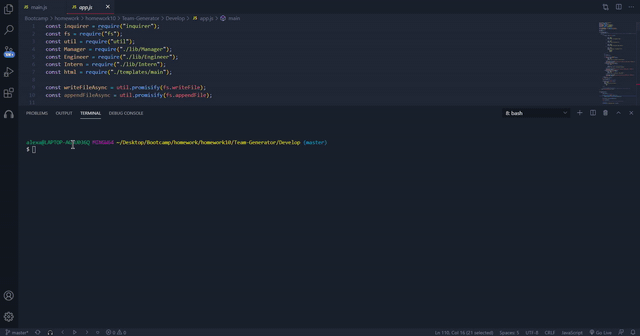 main.js
app.js
Bootcamp > homework > homework10 > Team-Generator > Develop > app.js > main
1 const inquirer = require("inquirer");
2 const fs = require("fs");
3 const util = require("util");
4 const Manager = require("./lib/Manager");
5 const Engineer = require("./lib/Engineer");
6 const Intern = require("./lib/Intern");
7 const html = require("./templates/main");
8
9 const writeFileAsync = util.promisify(fs.writeFile);
10 const appendFileAsync = util.promisify(fs.appendFile);
PROBLEMS OUTPUT TERMINAL DEBUG CONSOLE
8: bash
MINGW64 ~/Desktop/Bootcamp/homework/homework10/Team-Generator/Develop (master)
$
master*
0 0
Ln 110, Col 16 (21 selected) Spaces: 5 UTF-8 CRLF JavaScript Go Live